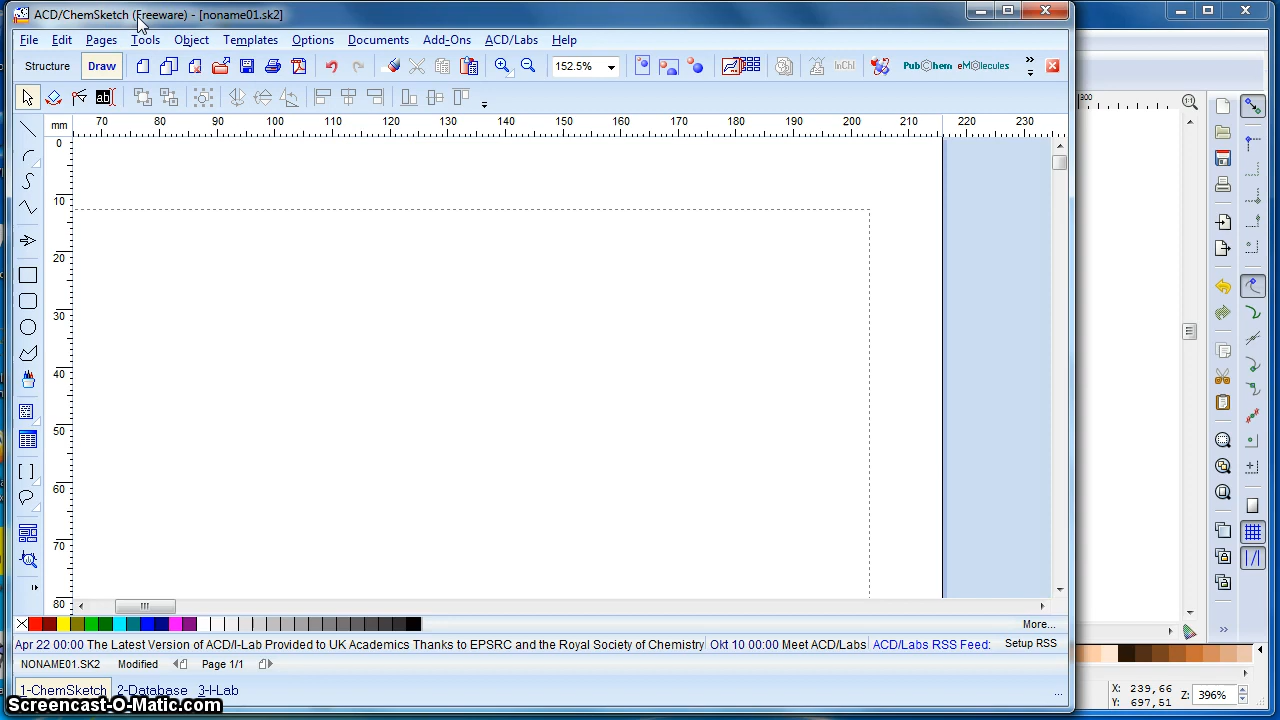 ACD/ChemSketch (Freeware) - [noname01.sk2]
File Edit Pages Tools Object Templates Options Documents Add-Ons ACD/Labs Help
Structure Draw 152.5% InChI PubChem eMolecules
ab
mm 70 80 90 100 110 120 130 140 150 160 170 180 190 200 210 220 230
300
0
10
20
30
40
50
60
70
80
More...
Apr 22 00:00 The Latest Version of ACD/I-Lab Provided to UK Academics Thanks to EPSRC and the Royal Society of Chemistry Okt 10 00:00 Meet ACD/Labs ACD/Labs RSS Feed: Setup RSS
NONAME01.SK2 Modified Page 1/1
1-ChemSketch 2-Database 3-I-Lab ...
X: 239,66
Y: 697,51
Z: 396%
Screencast-O-Matic.com